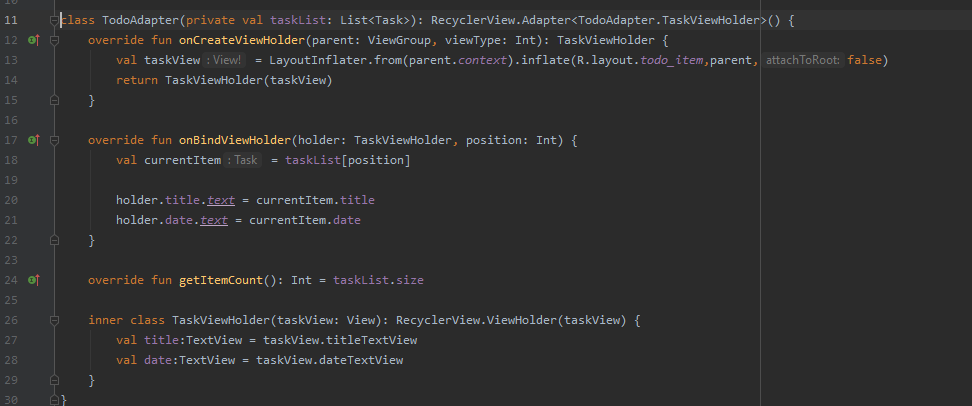 11 class TodoAdapter(private val taskList: List<Task>): RecyclerView.Adapter<TodoAdapter.TaskViewHolder>() {
12 override fun onCreateViewHolder(parent: ViewGroup, viewType: Int): TaskViewHolder {
13 val taskView : View! = LayoutInflater.from(parent.context).inflate(R.layout.todo_item,parent, attachToRoot: false)
14 return TaskViewHolder(taskView)
15 }
16
17 override fun onBindViewHolder(holder: TaskViewHolder, position: Int) {
18 val currentItem : Task = taskList[position]
19
20 holder.title.text = currentItem.title
21 holder.date.text = currentItem.date
22 }
23
24 override fun getItemCount(): Int = taskList.size
25
26 inner class TaskViewHolder(taskView: View): RecyclerView.ViewHolder(taskView) {
27 val title:TextView = taskView.titleTextView
28 val date:TextView = taskView.dateTextView
29 }
30 }